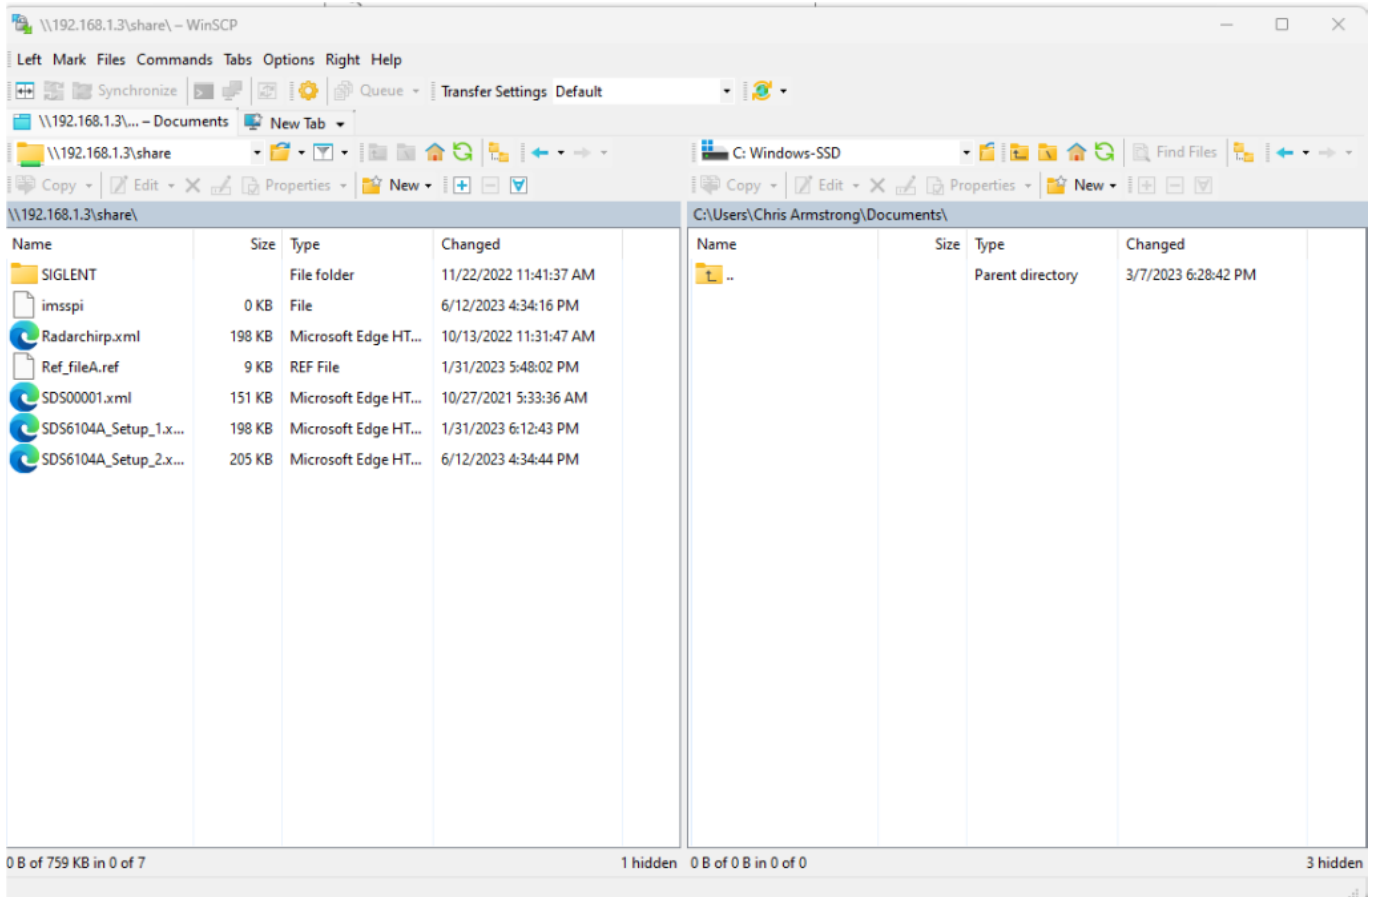 \\192.168.1.3\share\ – WinSCP
Left Mark Files Commands Tabs Options Right Help
Synchronize Queue Transfer Settings Default
\\192.168.1.3\... – Documents New Tab
\\192.168.1.3\share C: Windows-SSD Find Files
Copy Edit Properties New Copy Edit Properties New
\\192.168.1.3\share\ C:\Users\Chris Armstrong\Documents\
Name Size Type Changed Name Size Type Changed
SIGLENT File folder 11/22/2022 11:41:37 AM .. Parent directory 3/7/2023 6:28:42 PM
imsspi 0 KB File 6/12/2023 4:34:16 PM
Radarchirp.xml 198 KB Microsoft Edge HT... 10/13/2022 11:31:47 AM
Ref_fileA.ref 9 KB REF File 1/31/2023 5:48:02 PM
SDS00001.xml 151 KB Microsoft Edge HT... 10/27/2021 5:33:36 AM
SDS6104A_Setup_1.x... 198 KB Microsoft Edge HT... 1/31/2023 6:12:43 PM
SDS6104A_Setup_2.x... 205 KB Microsoft Edge HT... 6/12/2023 4:34:44 PM
0 B of 759 KB in 0 of 7 1 hidden 0 B of 0 B in 0 of 0 3 hidden